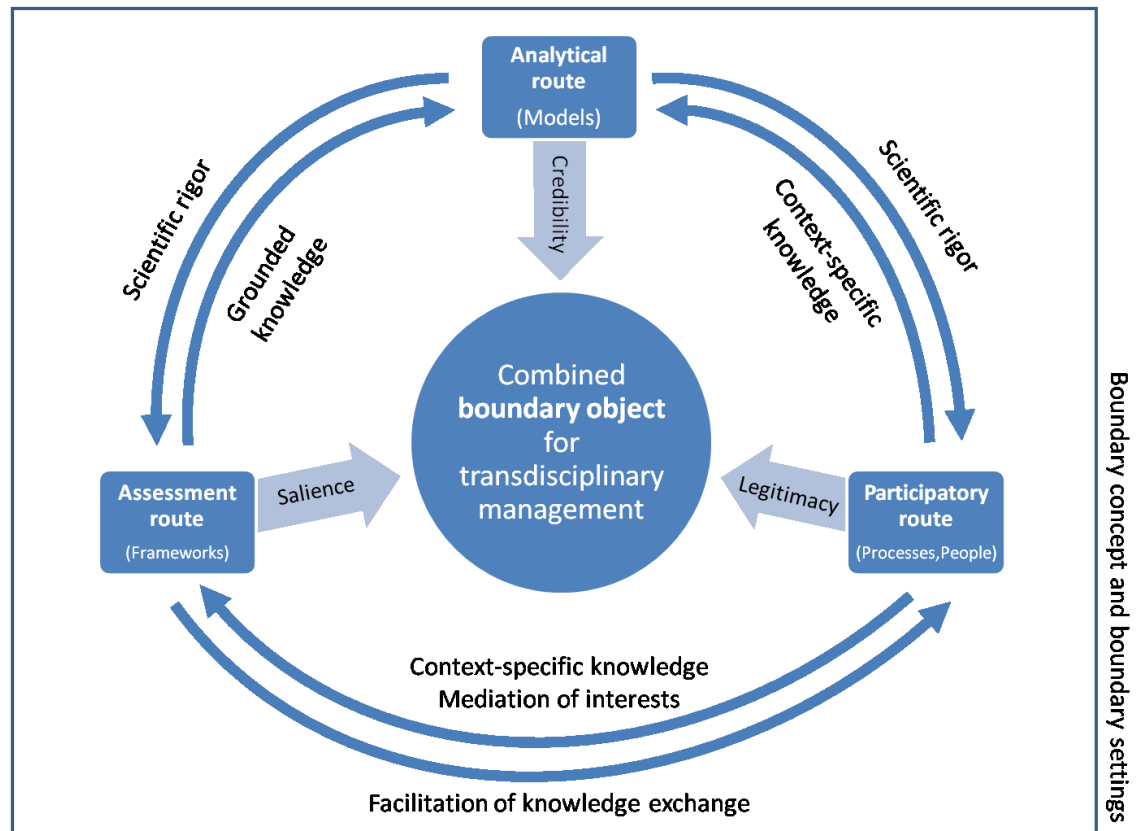 Analytical
route
(Models)
Credibility
Scientific rigor
Grounded
knowledge
Context-specific
knowledge
Scientific rigor
Combined
boundary object
for
transdisciplinary
management
Assessment
route
(Frameworks)
Salience
Legitimacy
Participatory
route
(Processes,People)
Context-specific knowledge
Mediation of interests
Facilitation of knowledge exchange
Boundary concept and boundary settings